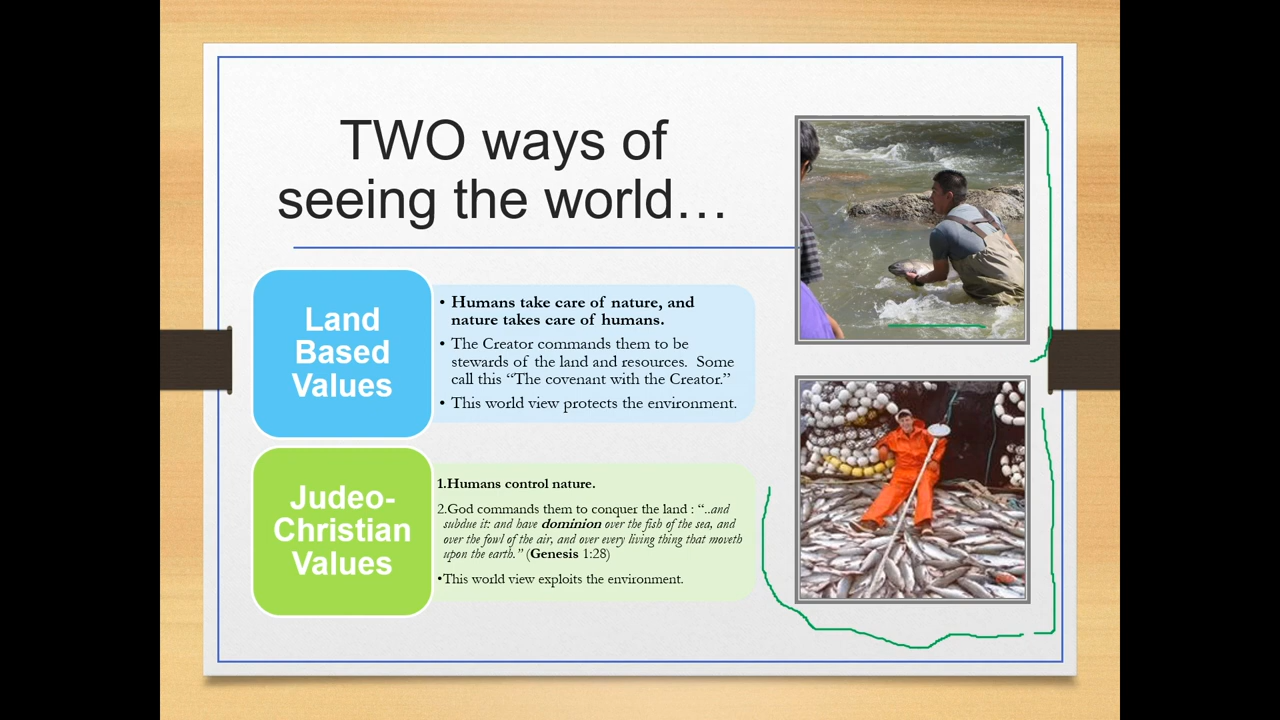 TWO ways of
seeing the world…
Land
Based
Values
• Humans take care of nature, and
nature takes care of humans.
• The Creator commands them to be
stewards of the land and resources. Some
call this “The covenant with the Creator.”
• This world view protects the environment.
Judeo-
Christian
Values
1.Humans control nature.
2.God commands them to conquer the land : “..and
subdue it: and have dominion over the fish of the sea, and
over the fowl of the air, and over every living thing that moveth
upon the earth.” (Genesis 1:28)
•This world view exploits the environment.